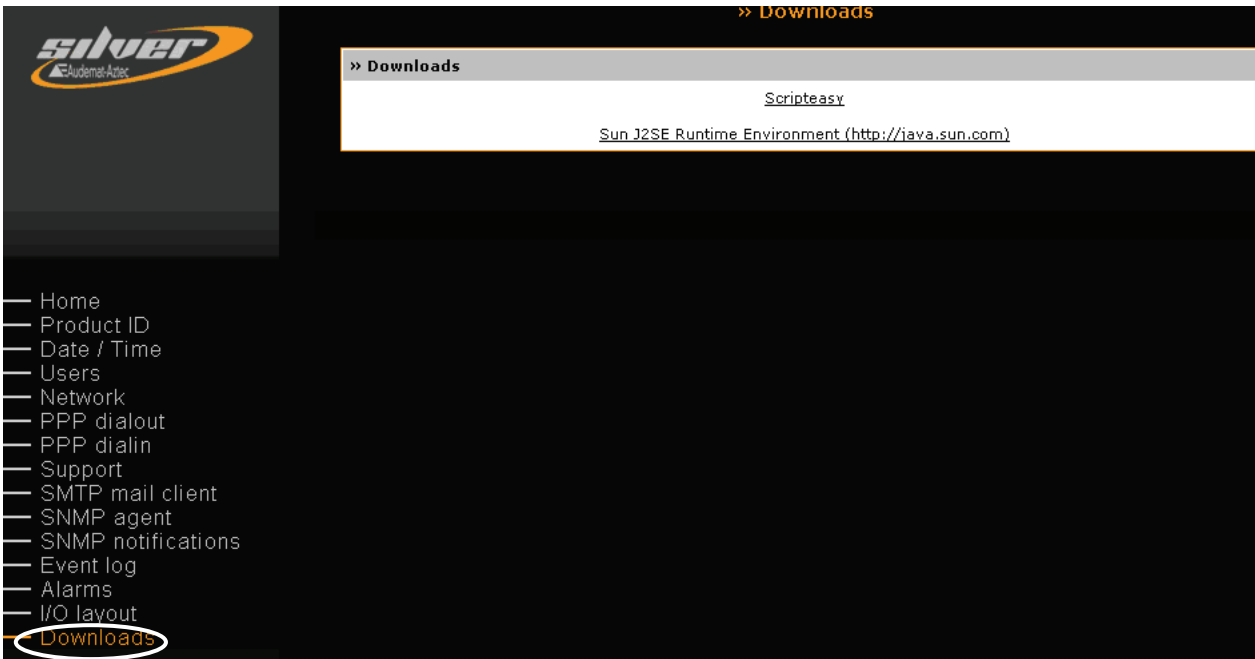 silver
Audemat-Aztec
» Downloads
» Downloads
Scripteasy
Sun J2SE Runtime Environment (http://java.sun.com)
Home
Product ID
Date / Time
Users
Network
PPP dialout
PPP dialin
Support
SMTP mail client
SNMP agent
SNMP notifications
Event log
Alarms
I/O layout
Downloads